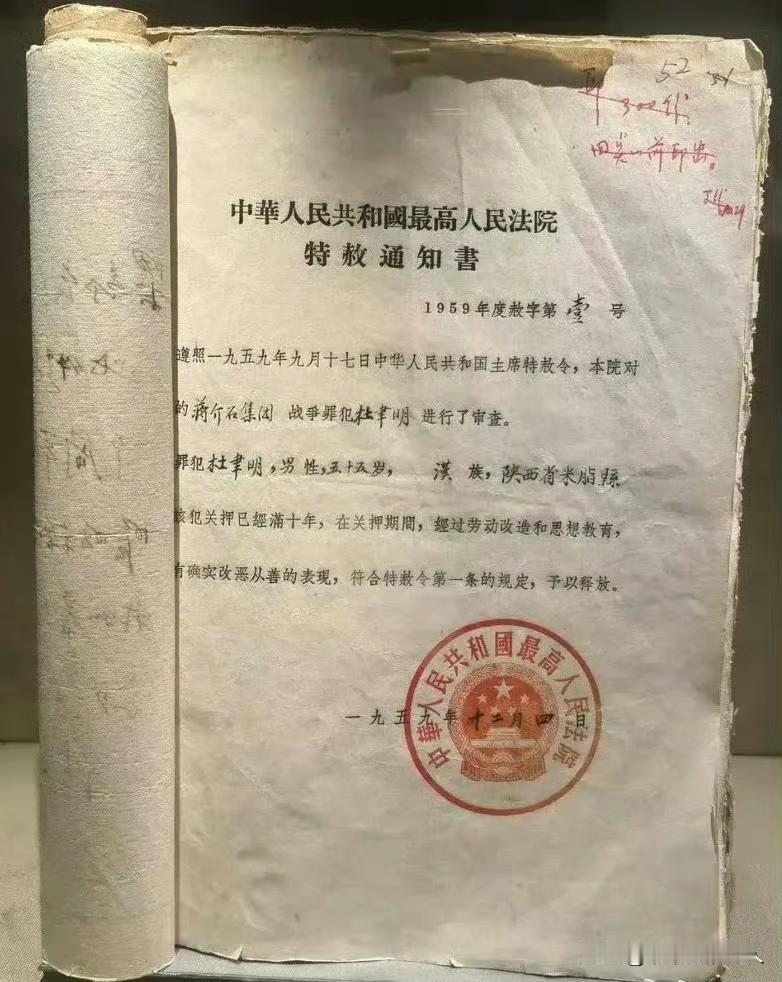 52
中華人民共和國最高人民法院
特赦通知書
1959年度赦字第壹号
遵照一九五九年九月十七日中华人民共和国主席特赦令，本院对
的蒋介石集团 战争罪犯杜聿明 进行了审查。
罪犯杜聿明，男性，五十五岁， 漢 族，陕西省米脂縣
该犯关押已經滿十年，在关押期間，經过劳动改造和思想教育，
有确实改恶从善的表現，符合特赦令第一条的規定，予以释放。
中華人民共和國最高人民法院
一九五九年十二月四日